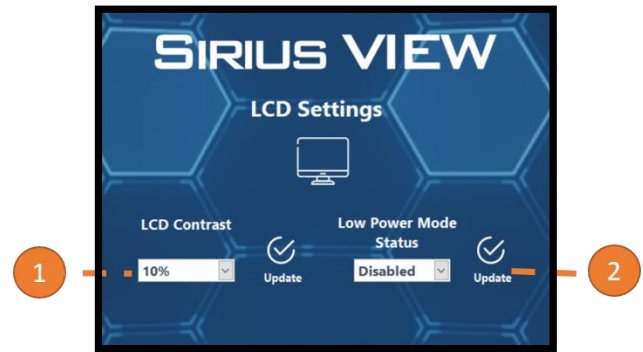 SIRIUS VIEW
LCD Settings
LCD Contrast
Low Power Mode
Status
10%
Update
Disabled
Update
1
2